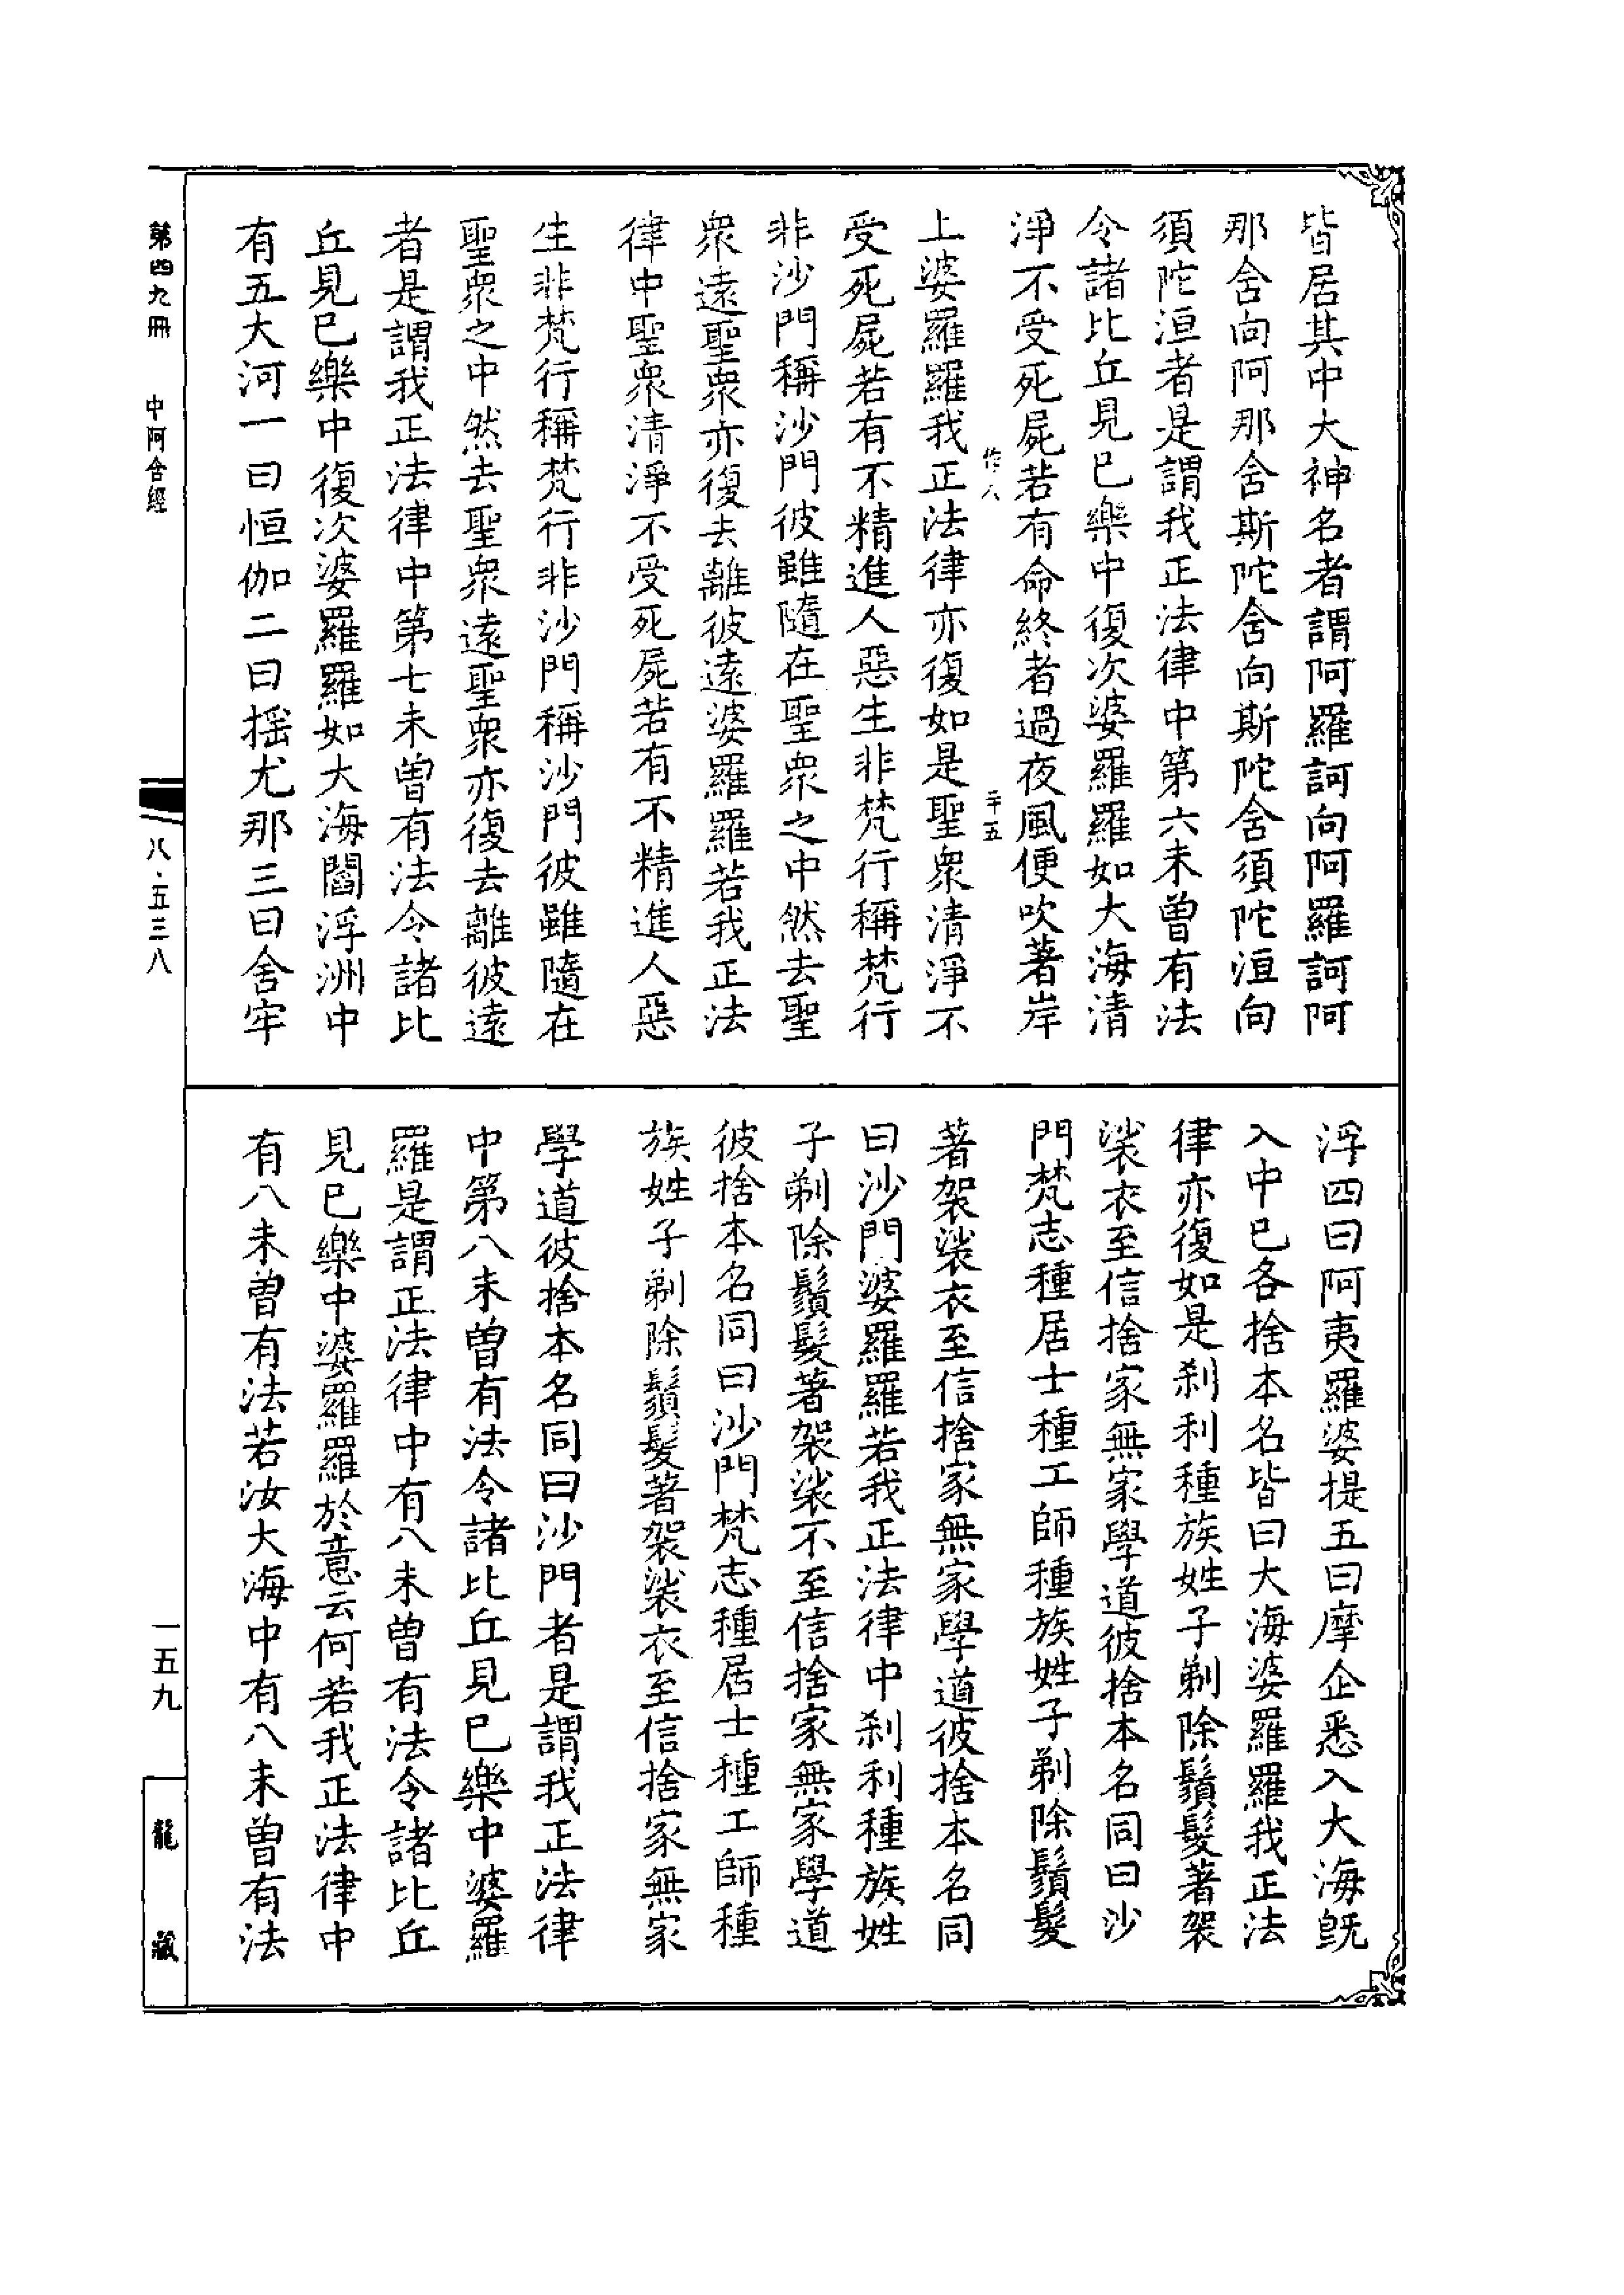 皆居其中大神名者謂阿羅訶向阿羅訶阿
那舍向阿那舍斯陀舍向斯陀舍須陀洹向
須陀洹者是謂我正法律中第六未曾有法
令諸比丘見已樂中復次婆羅羅如大海清
淨不受死屍若有命終者過夜風便吹著岸
上婆羅羅我正法律亦復如是聖衆清淨不
受死屍若有不精進人惡生非梵行稱梵行
非沙門稱沙門彼雖隨在聖衆之中然去聖
衆遠聖衆亦復去離彼遠婆羅羅若我正法
律中聖衆清淨不受死屍若有不精進人惡
生非梵行稱梵行非沙門稱沙門彼雖隨在
聖衆之中然去聖衆遠聖衆亦復去離彼遠
者是謂我正法律中第七未曾有法令諸比
丘見已樂中復次婆羅羅如大海閻浮洲中
有五大河一曰恒伽二曰搖尤那三曰舍牢
浮四曰阿夷羅婆提五曰摩企悉入大海既
入中已各捨本名皆曰大海婆羅羅我正法
律亦復如是刹利種族姓子剃除鬚髮著袈
裟衣至信捨家無家學道彼捨本名同曰沙
門梵志種居士種工師種族姓子剃除鬚髮
著袈裟衣至信捨家無家學道彼捨本名同
曰沙門婆羅羅若我正法律中刹利種族姓
子剃除鬚髮著袈裟不至信捨家無家學道
彼捨本名同曰沙門梵志種居士種工師種
族姓子剃除鬚髮著袈裟衣至信捨家無家
學道彼捨本名同曰沙門者是謂我正法律
中第八未曾有法令諸比丘見已樂中婆羅
羅是謂正法律中有八未曾有法令諸比丘
見已樂中婆羅羅於意云何若我正法律中
有八未曾有法若汝大海中有八未曾有法
第四九冊 中阿含經
八·五三八
一五九
龍藏